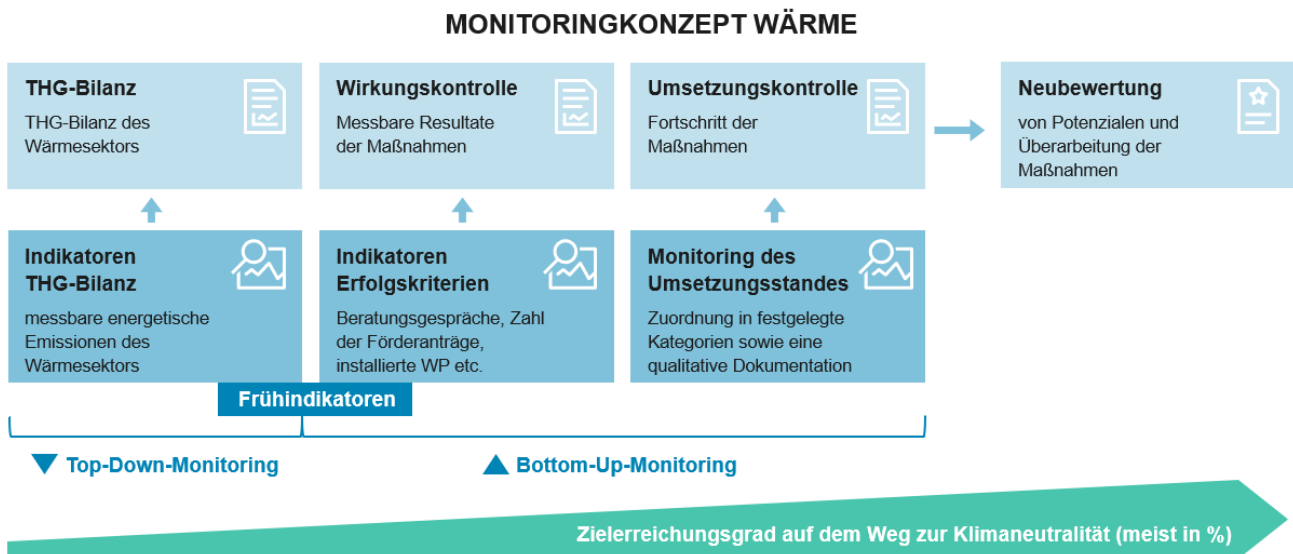 MONITORINGKONZEPT WÄRME
THG-Bilanz
THG-Bilanz des
Wärmesektors
Wirkungskontrolle
Messbare Resultate
der Maßnahmen
Umsetzungskontrolle
Fortschritt der
Maßnahmen
Neubewertung
von Potenzialen und
Überarbeitung der
Maßnahmen
Indikatoren
THG-Bilanz
messbare energetische
Emissionen des
Wärmesektors
Indikatoren
Erfolgskriterien
Beratungsgespräche, Zahl
der Förderanträge,
installierte WP etc.
Monitoring des
Umsetzungsstandes
Zuordnung in festgelegte
Kategorien sowie eine
qualitative Dokumentation
Frühindikatoren
Top-Down-Monitoring
Bottom-Up-Monitoring
Zielerreichungsgrad auf dem Weg zur Klimaneutralität (meist in %)